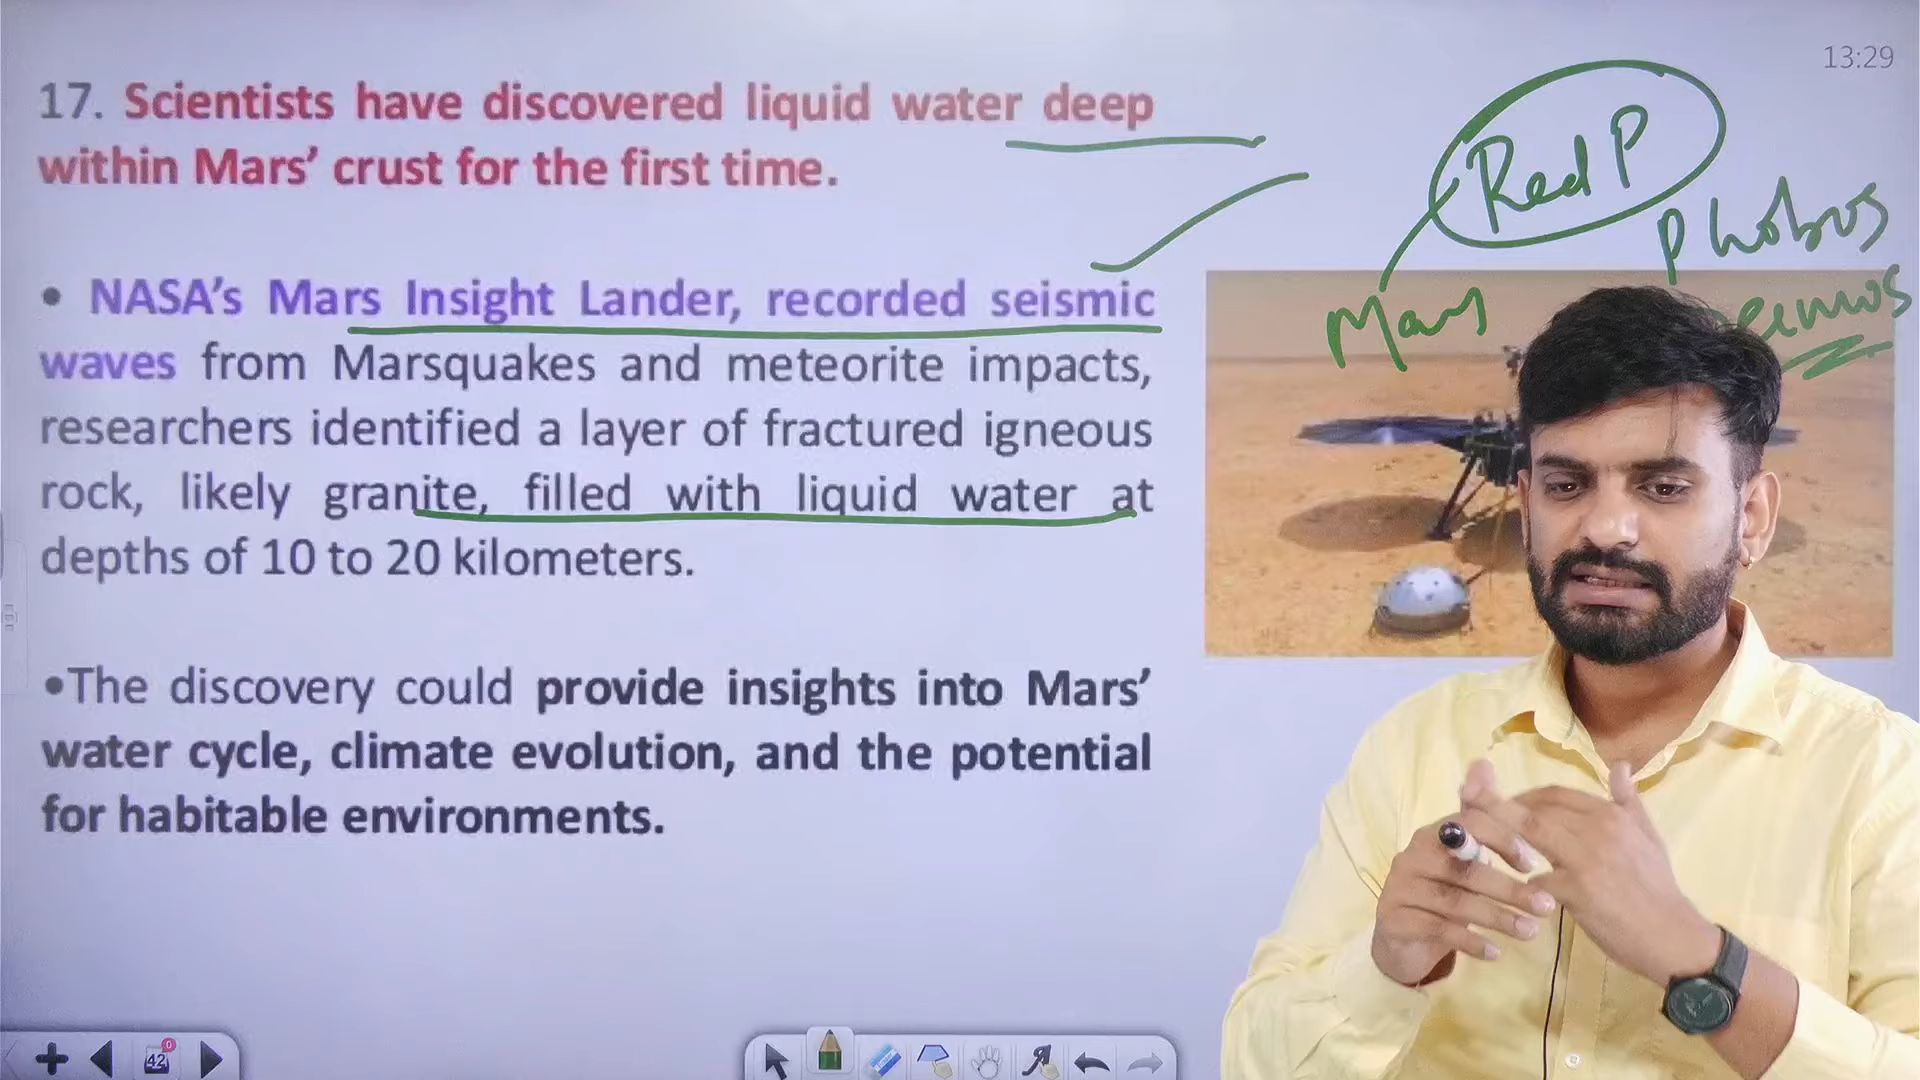 13:29
17. Scientists have discovered liquid water deep
within Mars’ crust for the first time.
Red P
Phobos
Mars
eimos
• NASA’s Mars Insight Lander, recorded seismic
waves from Marsquakes and meteorite impacts,
researchers identified a layer of fractured igneous
rock, likely granite, filled with liquid water at
depths of 10 to 20 kilometers.
•The discovery could provide insights into Mars’
water cycle, climate evolution, and the potential
for habitable environments.
42
0